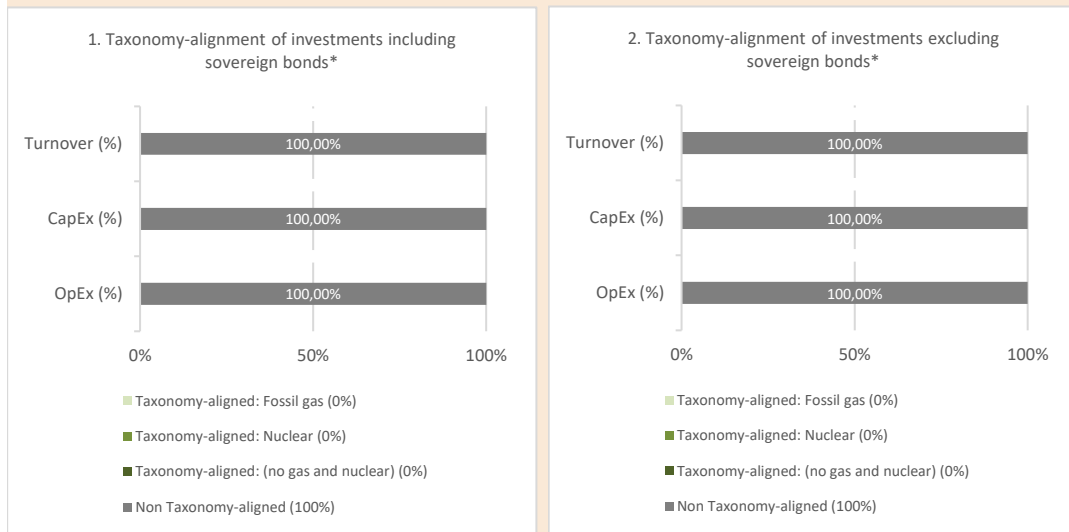 1. Taxonomy-alignment of investments including
sovereign bonds*
Turnover (%)
100,00%
CapEx (%)
100,00%
OpEx (%)
100,00%
0%
50%
100%
Taxonomy-aligned: Fossil gas (0%)
Taxonomy-aligned: Nuclear (0%)
Taxonomy-aligned: (no gas and nuclear) (0%)
Non Taxonomy-aligned (100%)
2. Taxonomy-alignment of investments excluding
sovereign bonds*
Turnover (%)
100,00%
CapEx (%)
100,00%
OpEx (%)
100,00%
0%
50%
100%
Taxonomy-aligned: Fossil gas (0%)
Taxonomy-aligned: Nuclear (0%)
Taxonomy-aligned: (no gas and nuclear) (0%)
Non Taxonomy-aligned (100%)